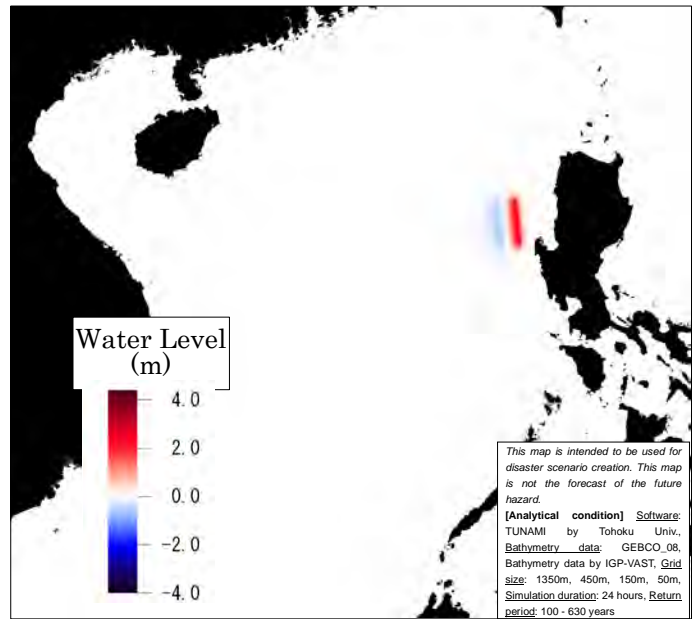 Water Level
(m)
4.0
2.0
0.0
-2.0
-4.0
This map is intended to be used for
disaster scenario creation. This map
is not the forecast of the future
hazard.
[Analytical condition] Software:
TUNAMI by Tohoku Univ.,
Bathymetry data: GEBCO_08,
Bathymetry data by IGP-VAST, Grid
size: 1350m, 450m, 150m, 50m,
Simulation duration: 24 hours, Return
period: 100 - 630 years